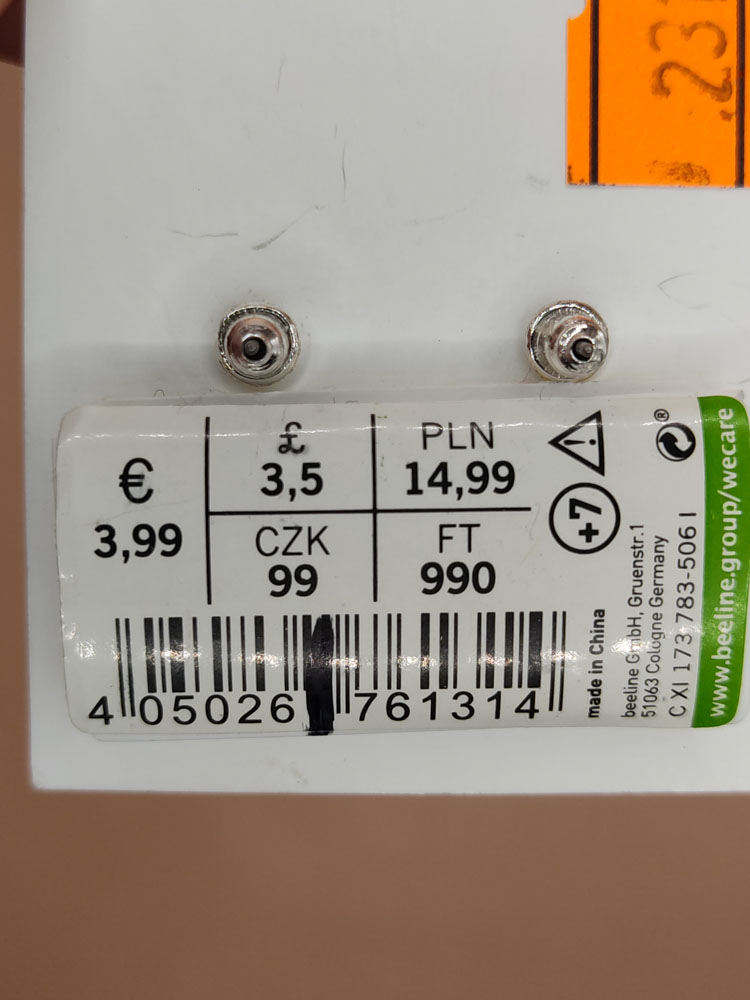 €
3,99
£
3,5
PLN
14,99
CZK
99
FT
990
+7
4 05026 761314
made in China
beeline GmbH, Gruenstr.1
51063 Cologne Germany
C XI 173 783-506 I
www.beeline.group/wecare
.23